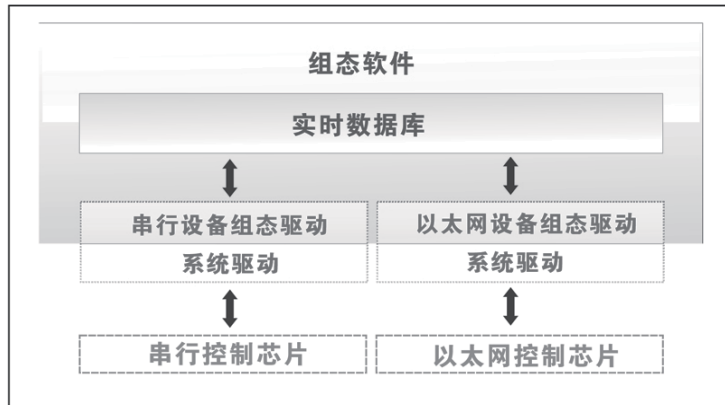 组态软件
实时数据库
串行设备组态驱动 以太网设备组态驱动
系统驱动 系统驱动
串行控制芯片 以太网控制芯片